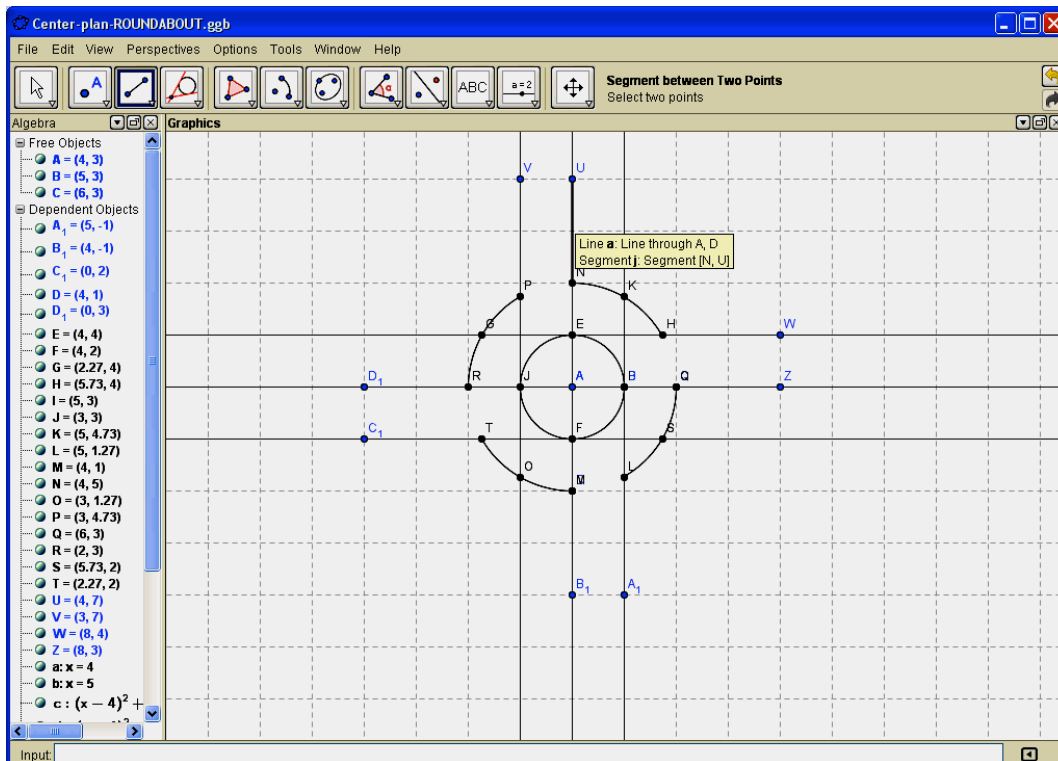 Center-plan-ROUNDABOUT.ggb
File Edit View Perspectives Options Tools Window Help
A ABC a=2
Segment between Two Points
Select two points
Algebra
Graphics
Free Objects
A = (4, 3)
B = (5, 3)
C = (6, 3)
Dependent Objects
A₁ = (5, -1)
B₁ = (4, -1)
C₁ = (0, 2)
D = (4, 1)
D₁ = (0, 3)
E = (4, 4)
F = (4, 2)
G = (2.27, 4)
H = (5.73, 4)
I = (5, 3)
J = (3, 3)
K = (5, 4.73)
L = (5, 1.27)
M = (4, 1)
N = (4, 5)
O = (3, 1.27)
P = (3, 4.73)
Q = (6, 3)
R = (2, 3)
S = (5.73, 2)
T = (2.27, 2)
U = (4, 7)
V = (3, 7)
W = (8, 4)
Z = (8, 3)
a: x = 4
b: x = 5
c : (x − 4)² +
V U
Line a: Line through A, D
Segment j: Segment [N, U]
N
P K
G E H W
D₁ R J A B Q Z
C₁ T F S
O L
B₁ A₁
Input: